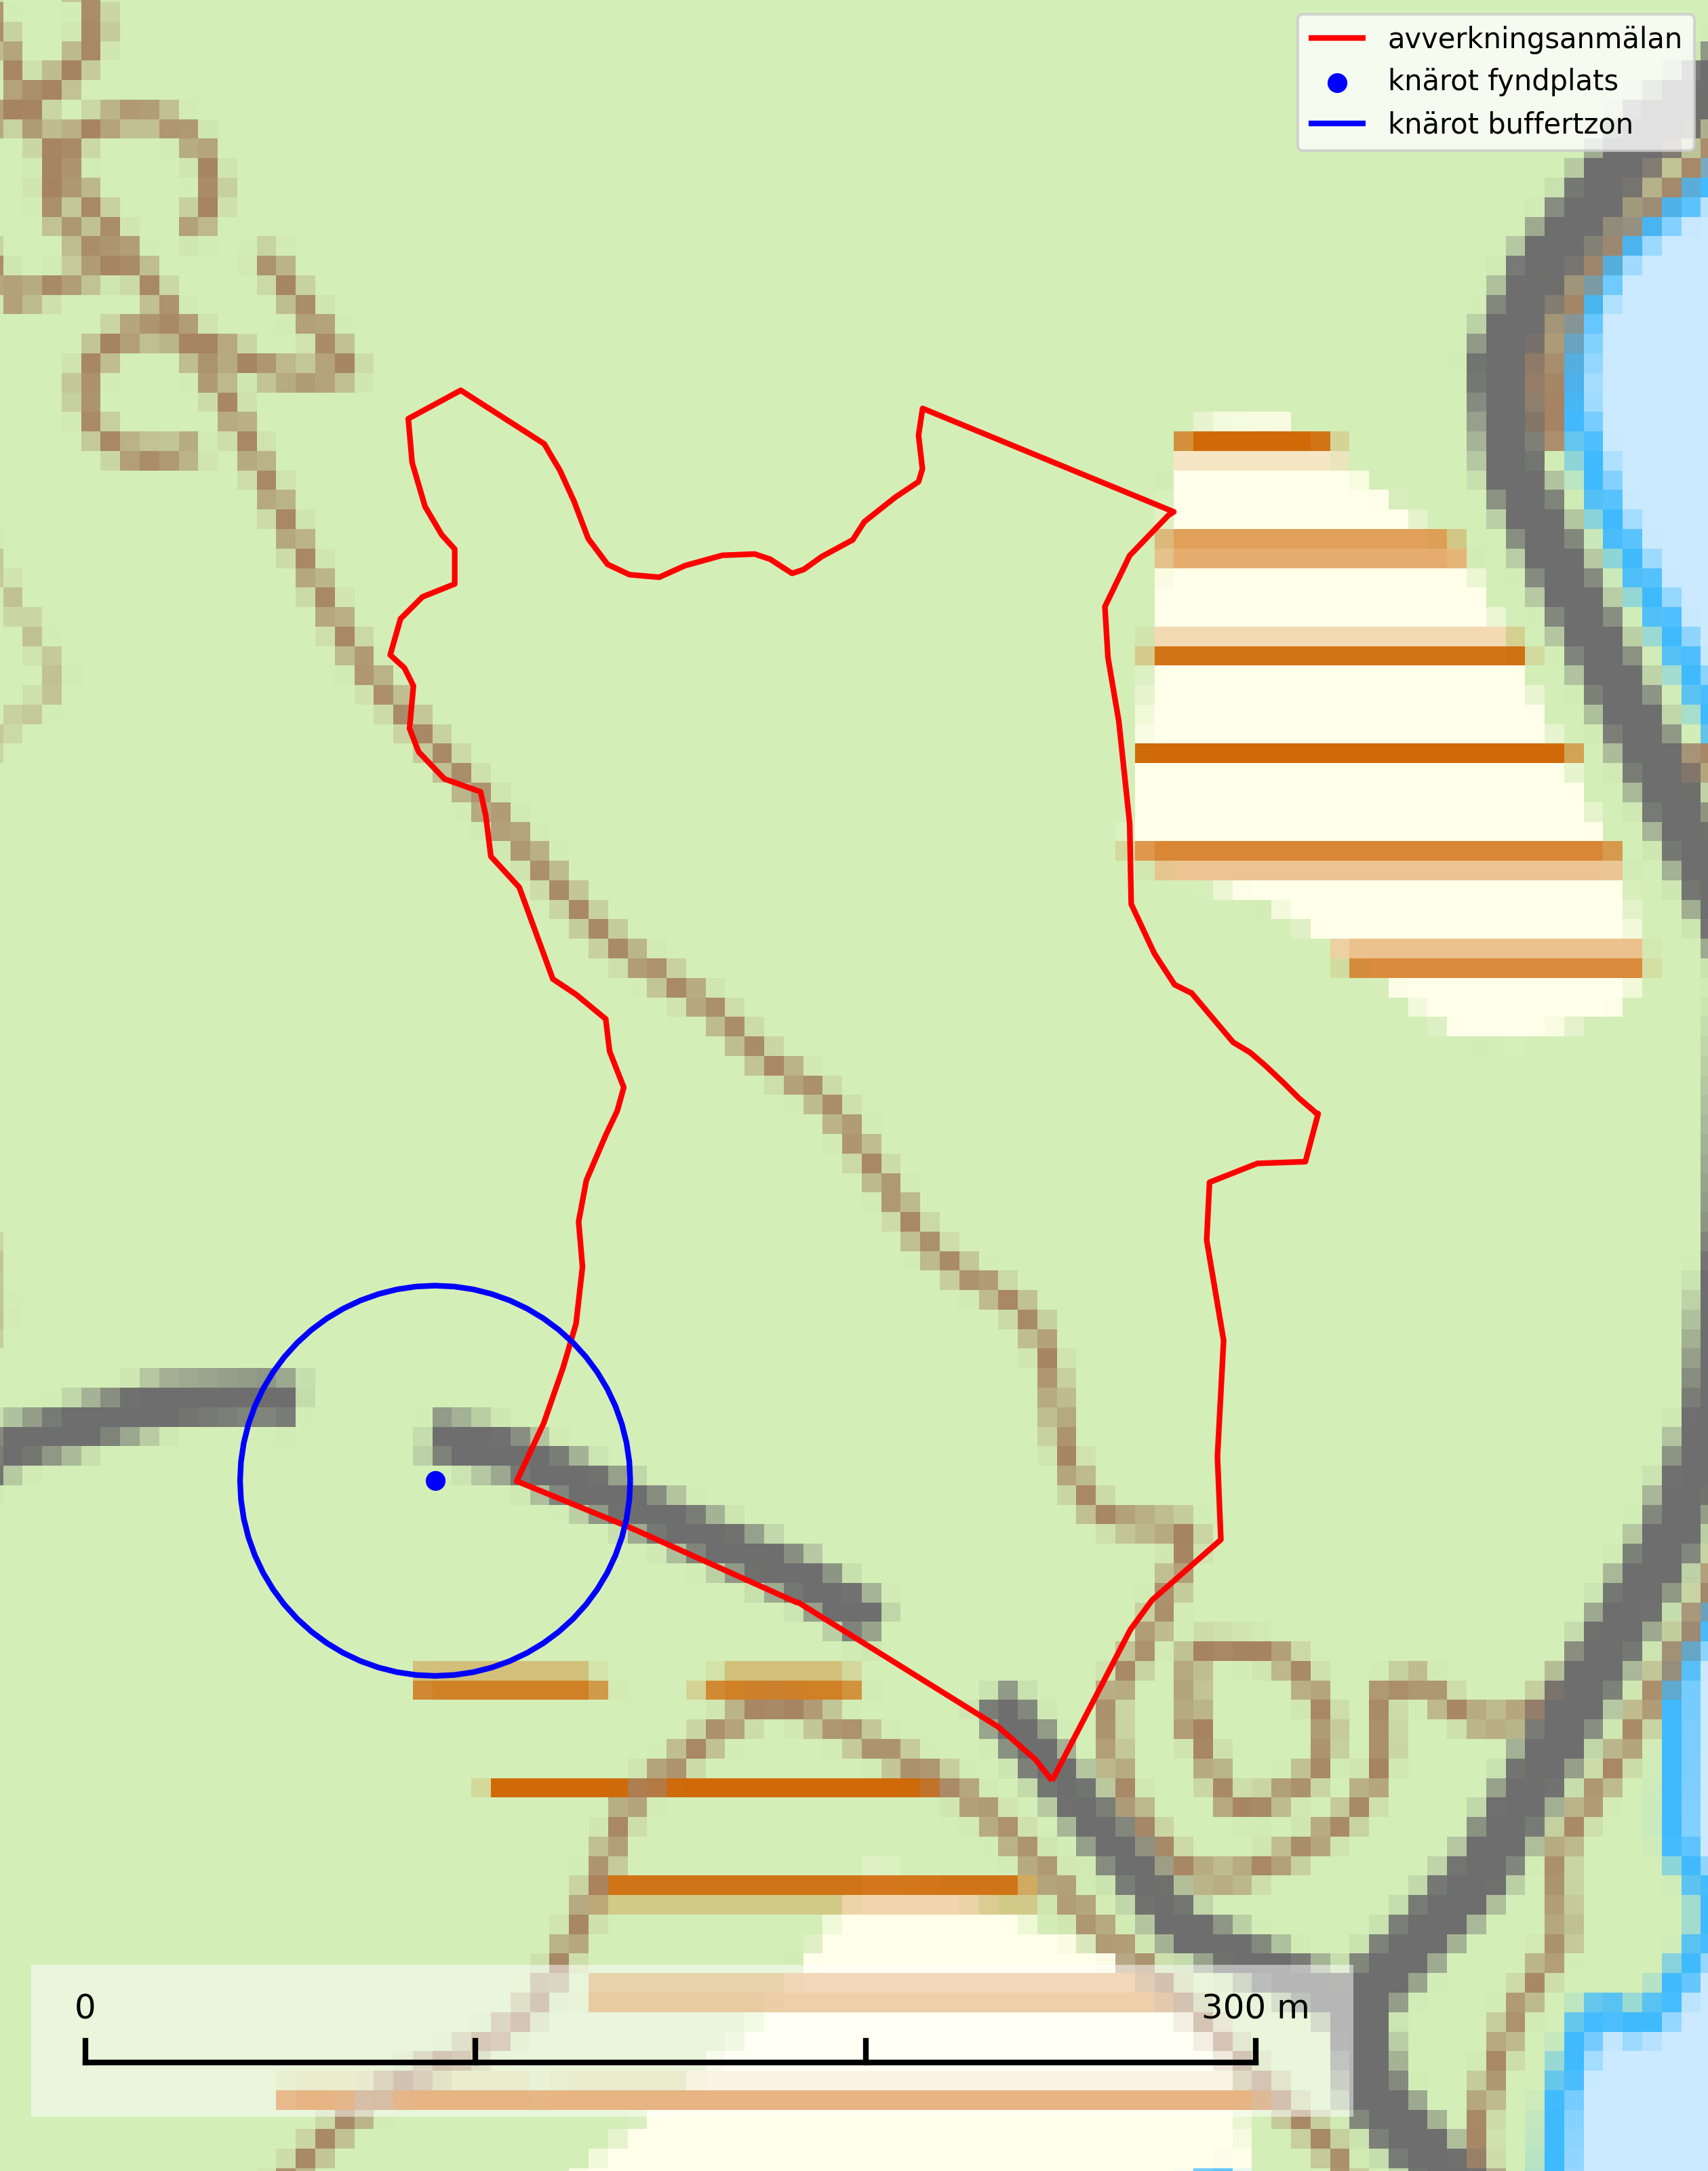 avverkningsanmälan
knärot fyndplats
knärot buffertzon
0
300 m